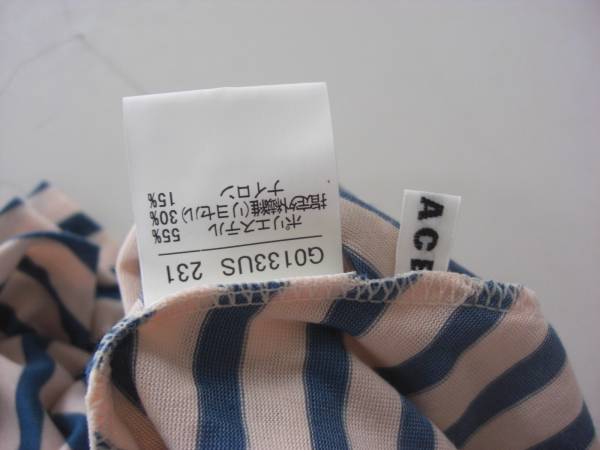 G0133US 231
ポリエステル 55%
指定外繊維(リヨセル) 30%
ナイロン 15%
ACE